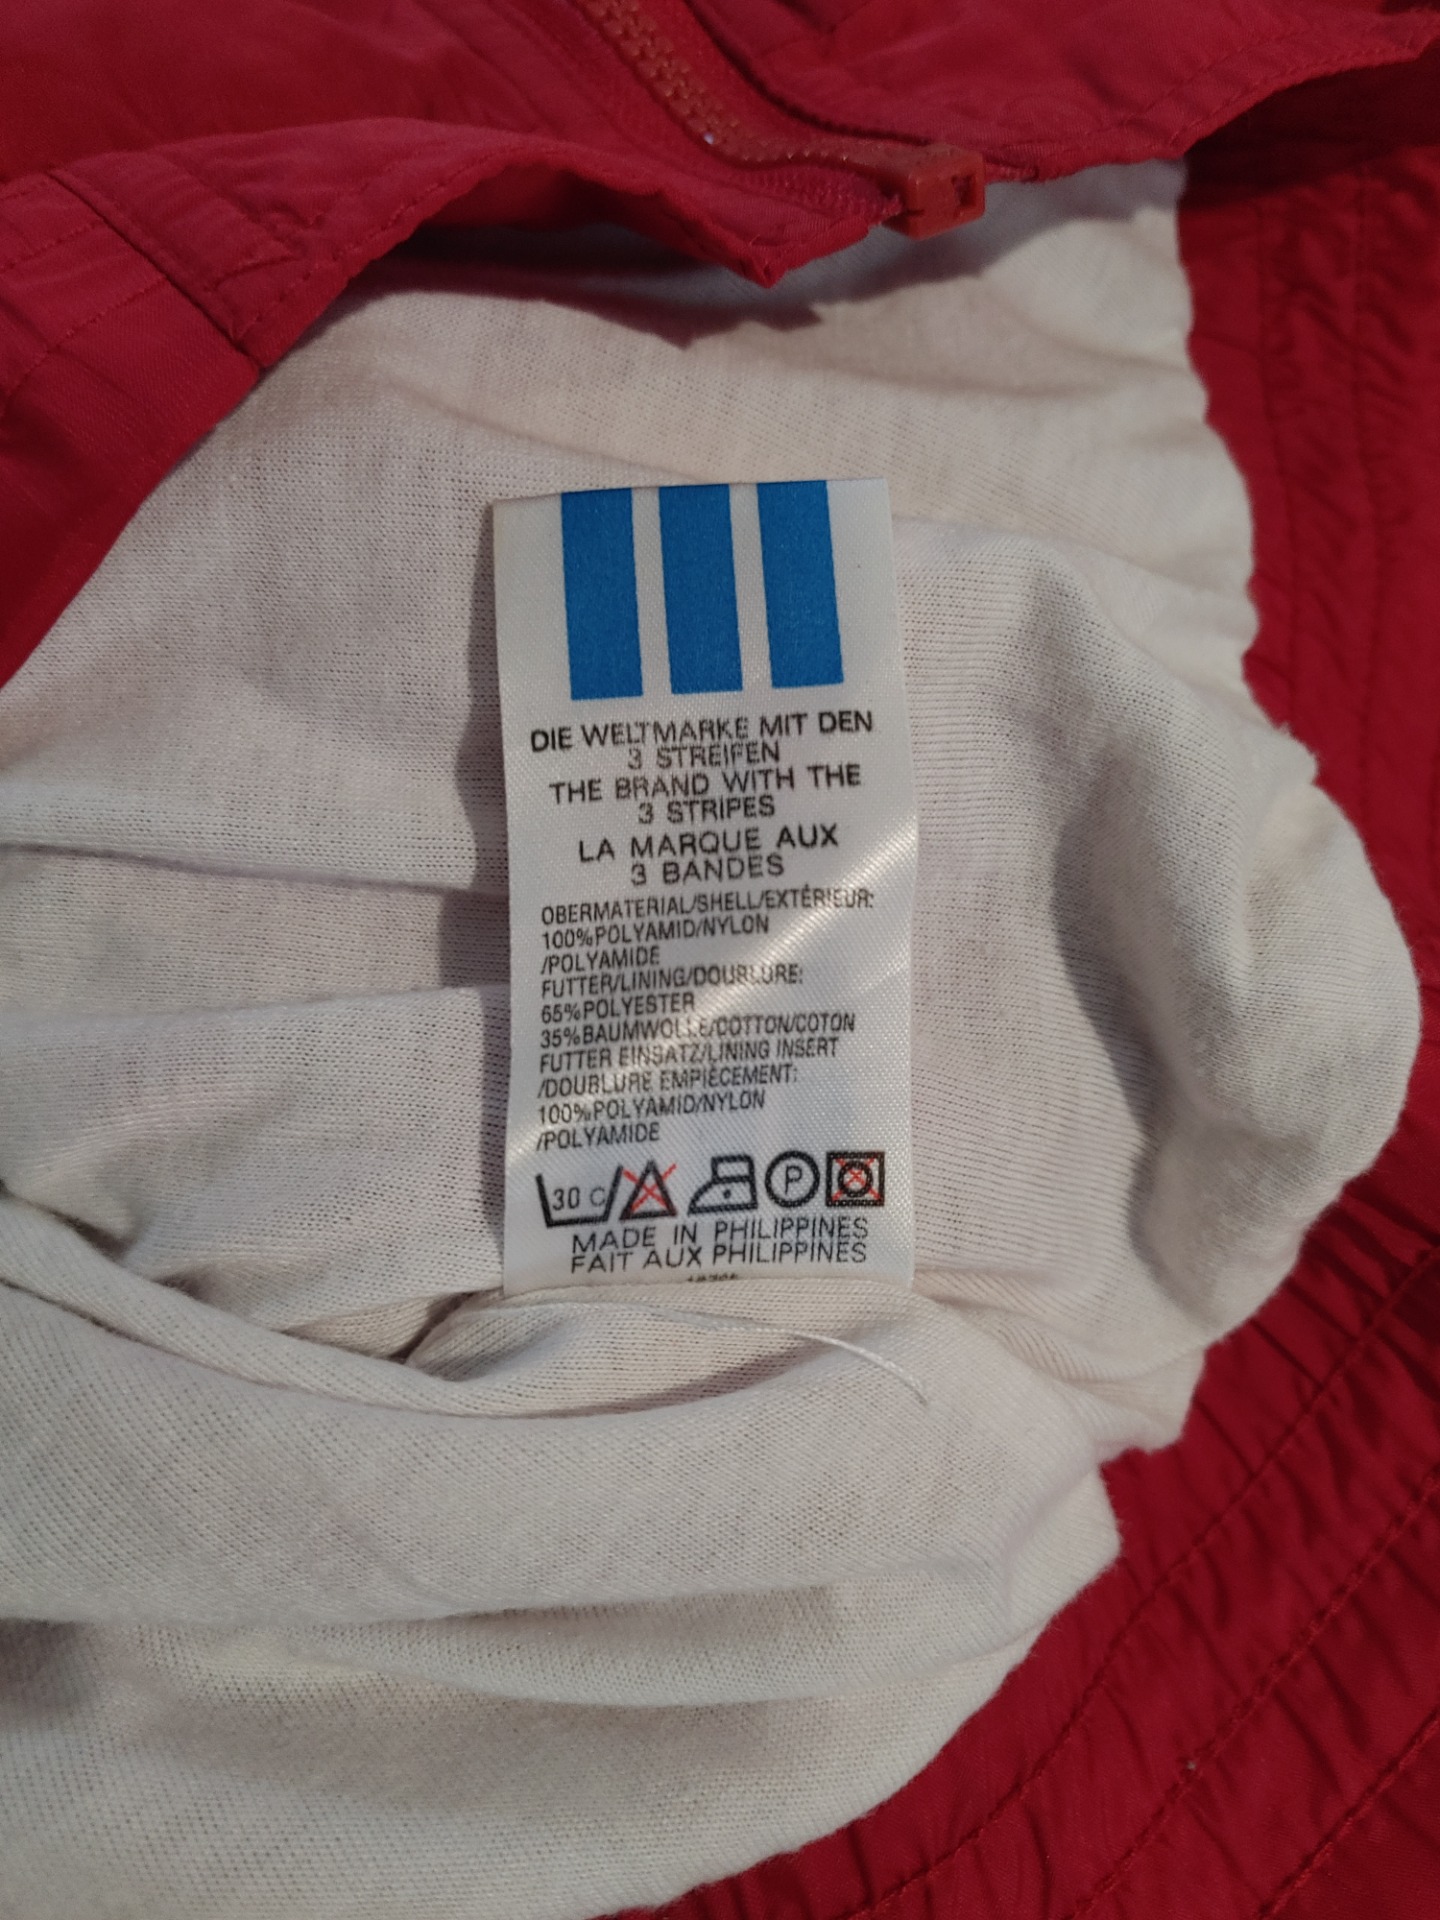 DIE WELTMARKE MIT DEN
3 STREIFEN
THE BRAND WITH THE
3 STRIPES
LA MARQUE AUX
3 BANDES
OBERMATERIAL/SHELL/EXTÉRIEUR:
100%POLYAMID/NYLON
/POLYAMIDE
FUTTER/LINING/DOUBLURE:
65%POLYESTER
35%BAUMWOLLE/COTTON/COTON
FUTTER EINSATZ/LINING INSERT
/DOUBLURE EMPIÈCEMENT:
100%POLYAMID/NYLON
/POLYAMIDE
30 C P
MADE IN PHILIPPINES
FAIT AUX PHILIPPINES